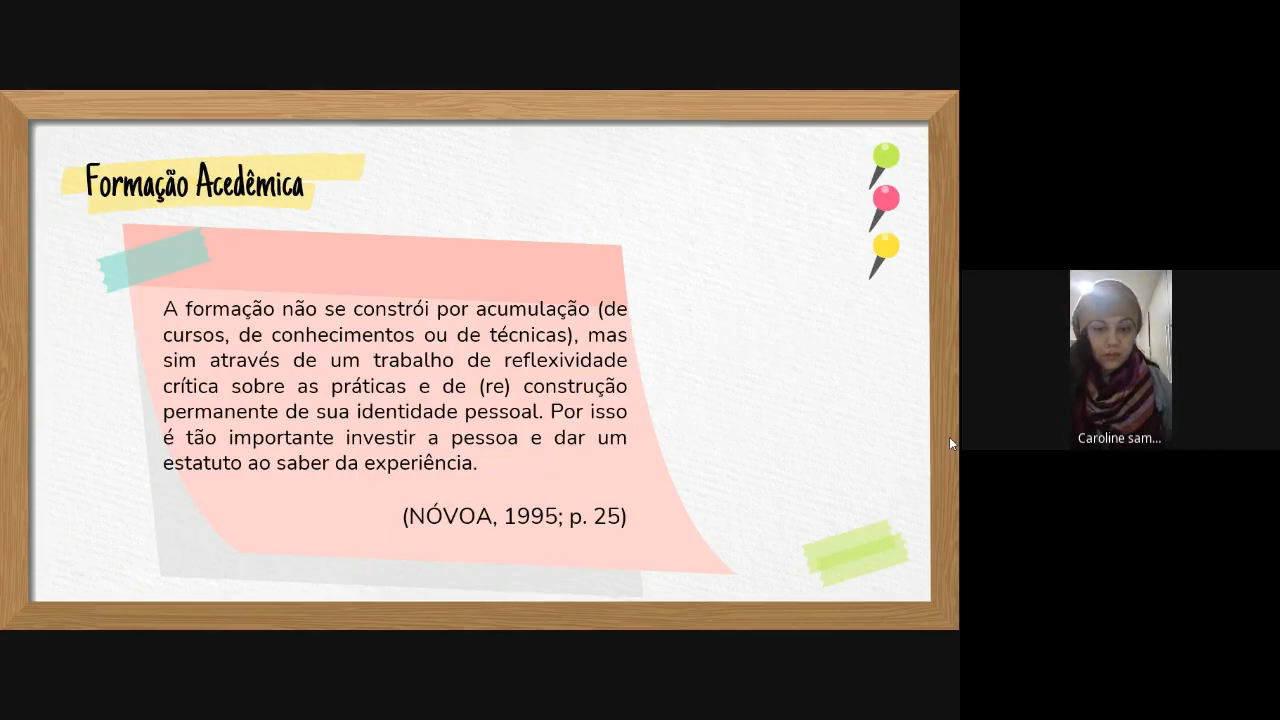 Formação Acedêmica
A formação não se constrói por acumulação (de
cursos, de conhecimentos ou de técnicas), mas
sim através de um trabalho de reflexividade
crítica sobre as práticas e de (re) construção
permanente de sua identidade pessoal. Por isso
é tão importante investir a pessoa e dar um
estatuto ao saber da experiência.
(NÓVOA, 1995; p. 25)
Caroline sam...